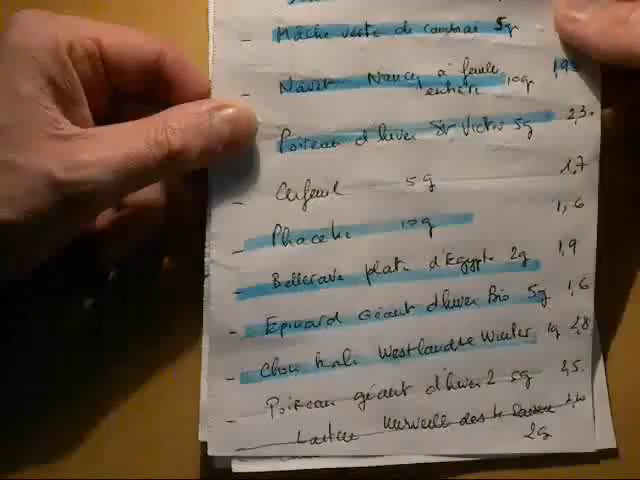 - Mâche verte de cambrai 5g
- Navet Nancy à feuille entière 10g 1,95
Poireau d'hiver Sir Victor 5g 2,3
- Cerfeuil 5g 1,7
- Phacélie 10g 1,6
- Betterave plate d'Egypte 2g 1,9
- Epinard Géant d'hiver Bio 5g 1,6
- Chou kale Westlandse Winter 1g 2,8
- Poireau géant d'hiver 2 5g 2,5
- Laitue merveille des 4 saisons
2g